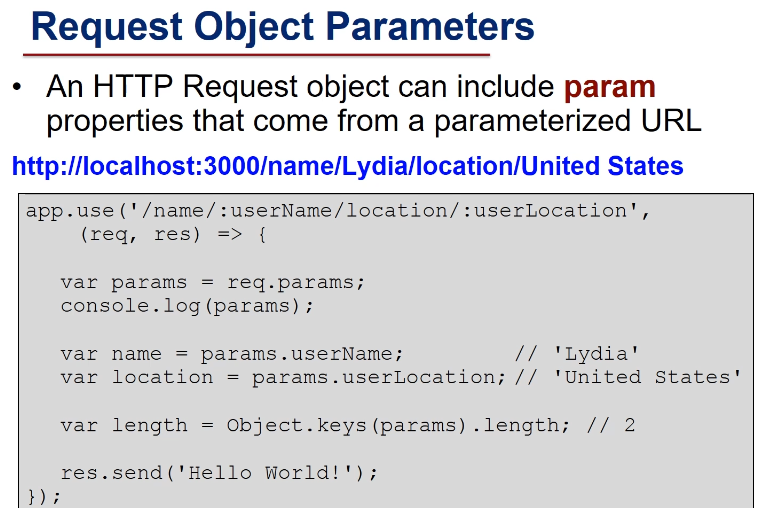 Request Object Parameters
• An HTTP Request object can include param
properties that come from a parameterized URL
http://localhost:3000/name/Lydia/location/United States
app.use('/name/:userName/location/:userLocation',
    (req, res) => {
  var params = req.params;
  console.log(params);
  var name = params.userName;         // 'Lydia'
  var location = params.userLocation; // 'United States'
  var length = Object.keys(params).length; // 2
  res.send('Hello World!');
});